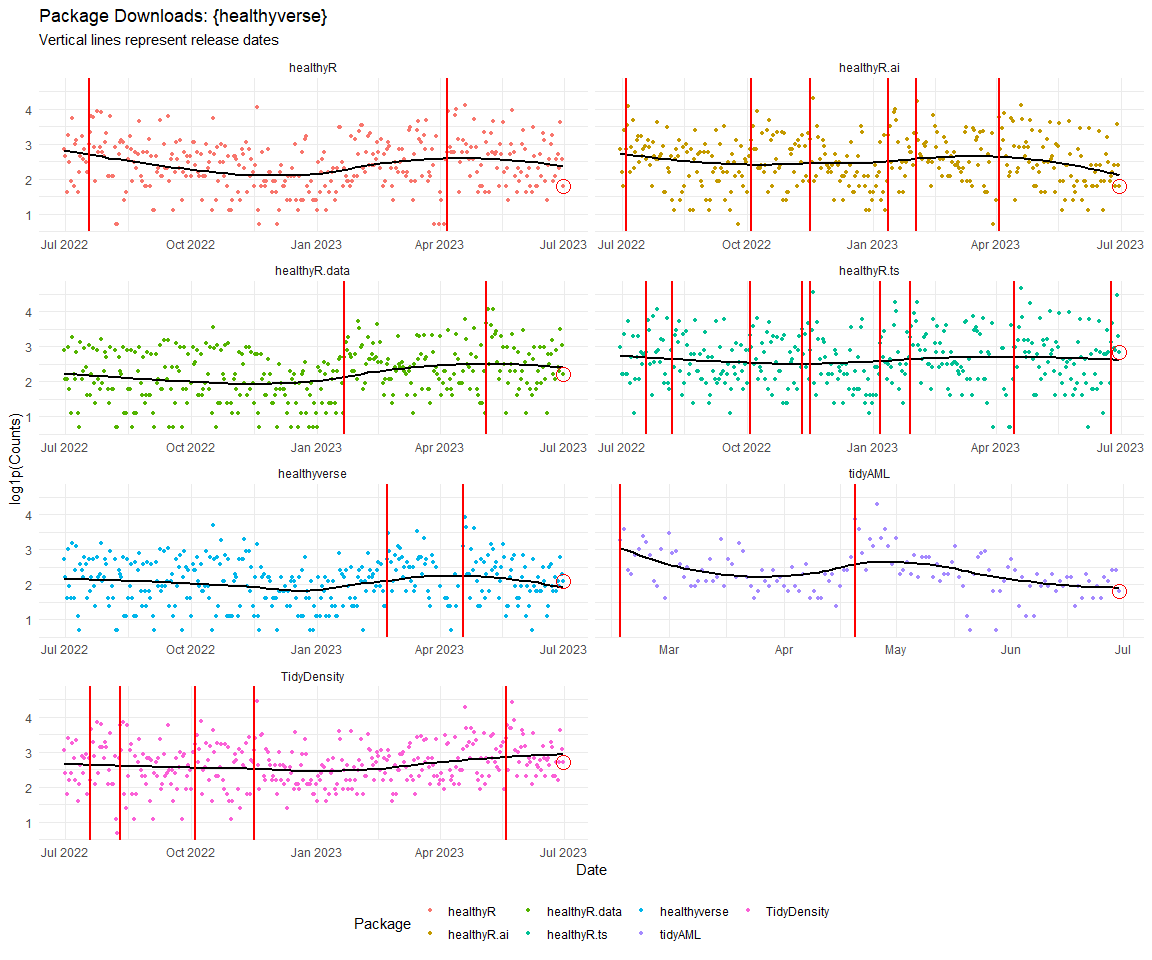 Package Downloads: {healthyverse}
Vertical lines represent release dates
healthyR
healthyR.ai
4
3
2
1
Jul 2022 Oct 2022 Jan 2023 Apr 2023 Jul 2023
Jul 2022 Oct 2022 Jan 2023 Apr 2023 Jul 2023
healthyR.data
healthyR.ts
4
3
2
1
Jul 2022 Oct 2022 Jan 2023 Apr 2023 Jul 2023
Jul 2022 Oct 2022 Jan 2023 Apr 2023 Jul 2023
log1p(Counts)
healthyverse
tidyAML
4
3
2
1
Jul 2022 Oct 2022 Jan 2023 Apr 2023 Jul 2023
Mar Apr May Jun Jul
TidyDensity
4
3
2
1
Jul 2022 Oct 2022 Jan 2023 Apr 2023 Jul 2023
Date
Package
healthyR healthyR.data healthyverse TidyDensity
healthyR.ai healthyR.ts tidyAML